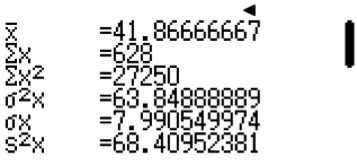 x̄ =41.86666667
Σx =628
Σx² =27250
σ²x =63.84888889
σx =7.990549974
s²x =68.40952381